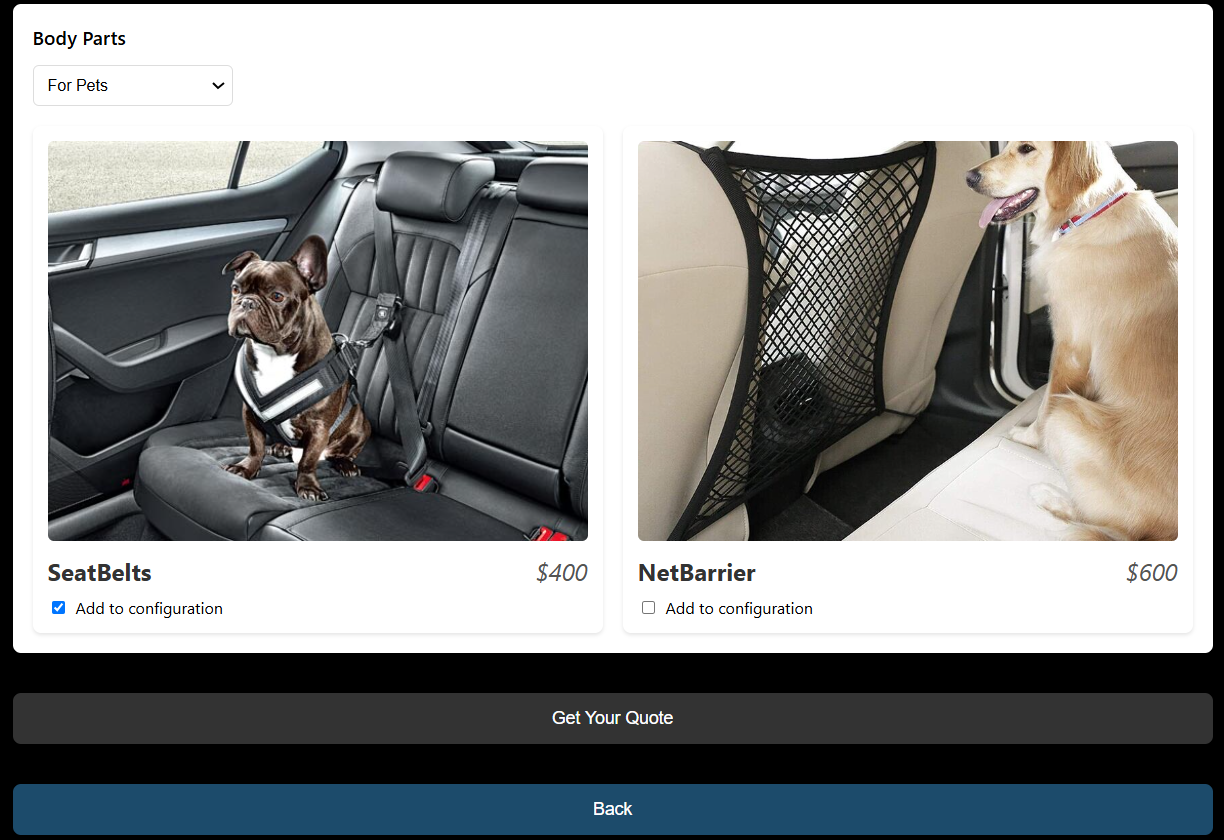 Body Parts
For Pets
SeatBelts $400
Add to configuration
NetBarrier $600
Add to configuration
Get Your Quote
Back